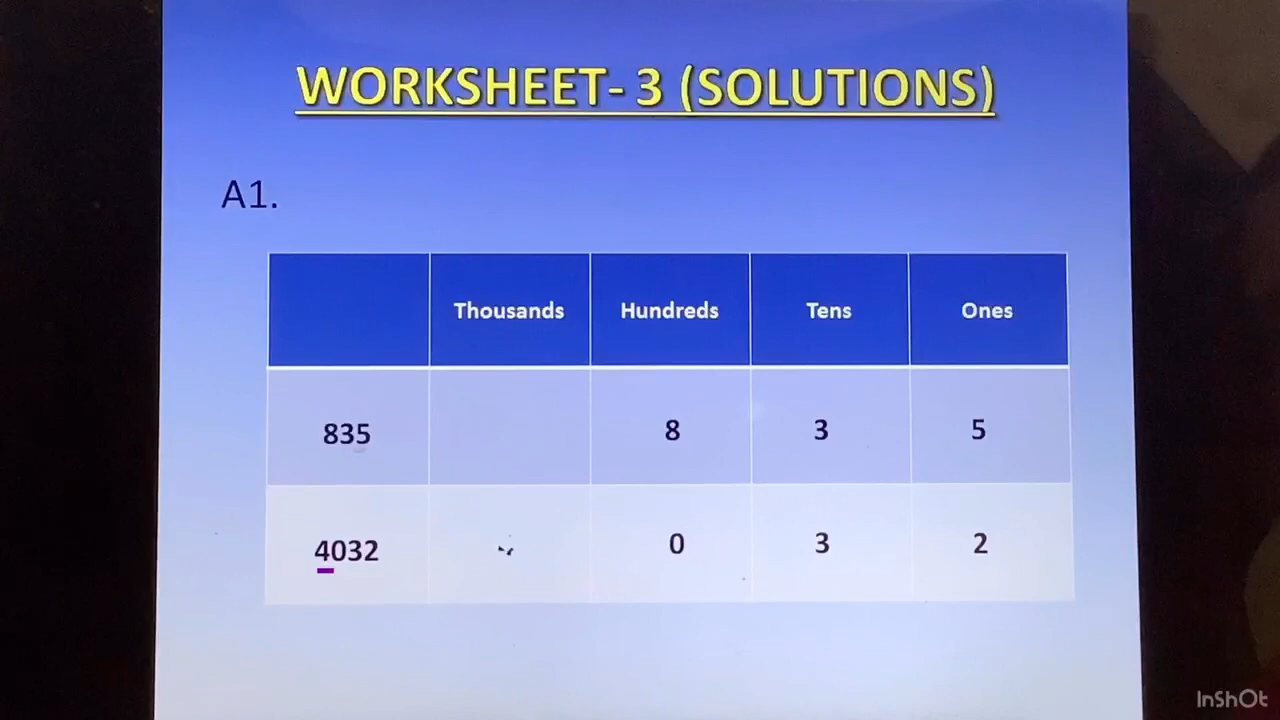 WORKSHEET- 3 (SOLUTIONS)
A1.
Thousands Hundreds Tens Ones
835 8 3 5
4032 0 3 2
InShOt